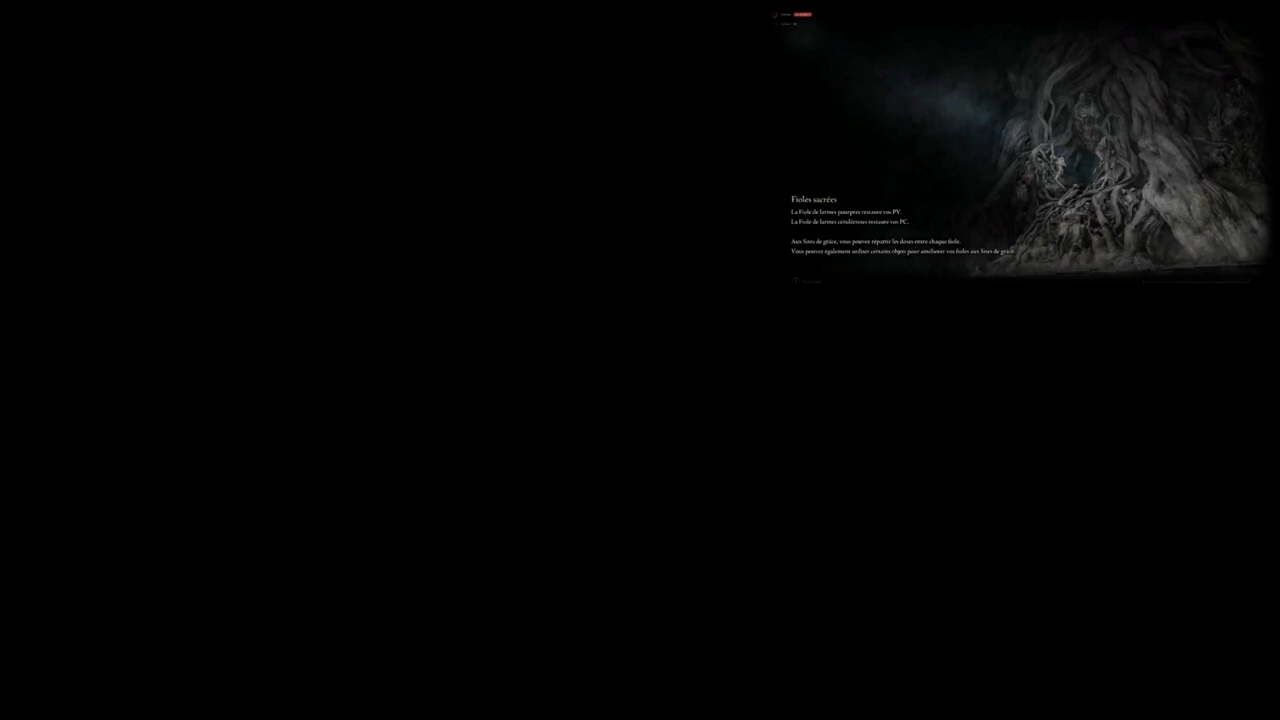 Fioles sacrées
La Fiole de larmes pourpres restaure vos PV.
La Fiole de larmes céruléennes restaure vos PC.
Aux Sites de grâce, vous pouvez répartir les doses entre chaque fiole.
Vous pouvez également utiliser certains objets pour améliorer vos fioles aux Sites de grâce.